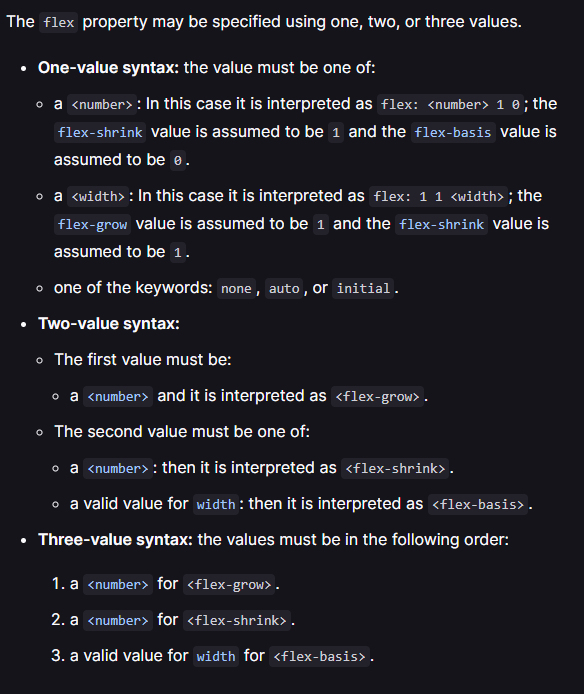 The flex property may be specified using one, two, or three values.
One-value syntax: the value must be one of:
a <number>: In this case it is interpreted as flex: <number> 1 0; the
flex-shrink value is assumed to be 1 and the flex-basis value is
assumed to be 0.
a <width>: In this case it is interpreted as flex: 1 1 <width>; the
flex-grow value is assumed to be 1 and the flex-shrink value is
assumed to be 1.
one of the keywords: none, auto, or initial.
Two-value syntax:
The first value must be:
a <number> and it is interpreted as <flex-grow>.
The second value must be one of:
a <number>: then it is interpreted as <flex-shrink>.
a valid value for width: then it is interpreted as <flex-basis>.
Three-value syntax: the values must be in the following order:
1. a <number> for <flex-grow>.
2. a <number> for <flex-shrink>.
3. a valid value for width for <flex-basis>.